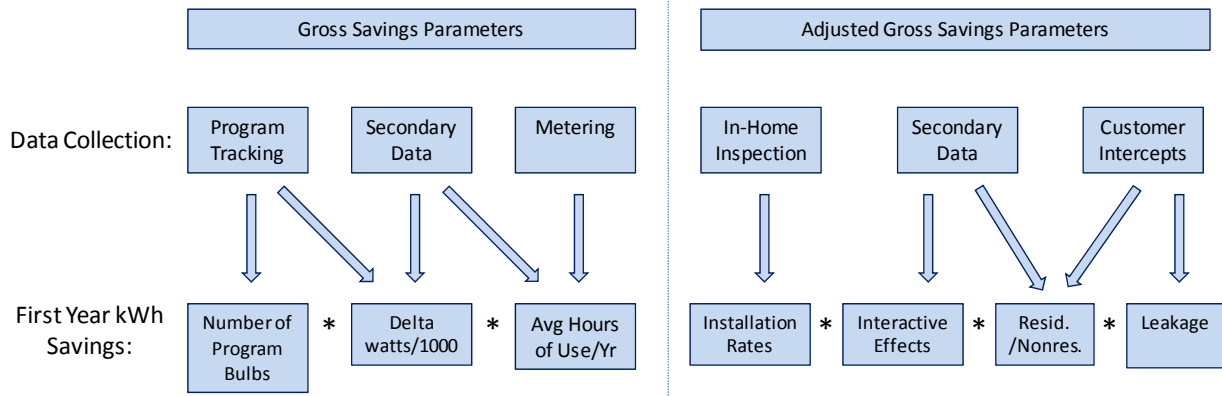 Gross Savings Parameters
Adjusted Gross Savings Parameters
Data Collection:
Program
Tracking
Secondary
Data
Metering
In-Home
Inspection
Secondary
Data
Customer
Intercepts
First Year kWh
Savings:
Number of
Program
Bulbs
*
Delta
watts/1000
*
Avg Hours
of Use/Yr
Installation
Rates
*
Interactive
Effects
*
Resid.
/Nonres.
*
Leakage